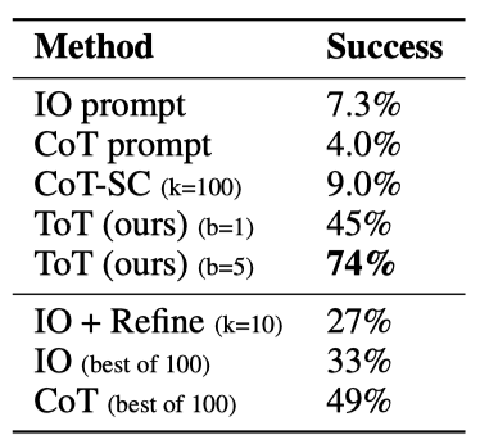 Method Success
IO prompt 7.3%
CoT prompt 4.0%
CoT-SC (k=100) 9.0%
ToT (ours) (b=1) 45%
ToT (ours) (b=5) 74%
IO + Refine (k=10) 27%
IO (best of 100) 33%
CoT (best of 100) 49%